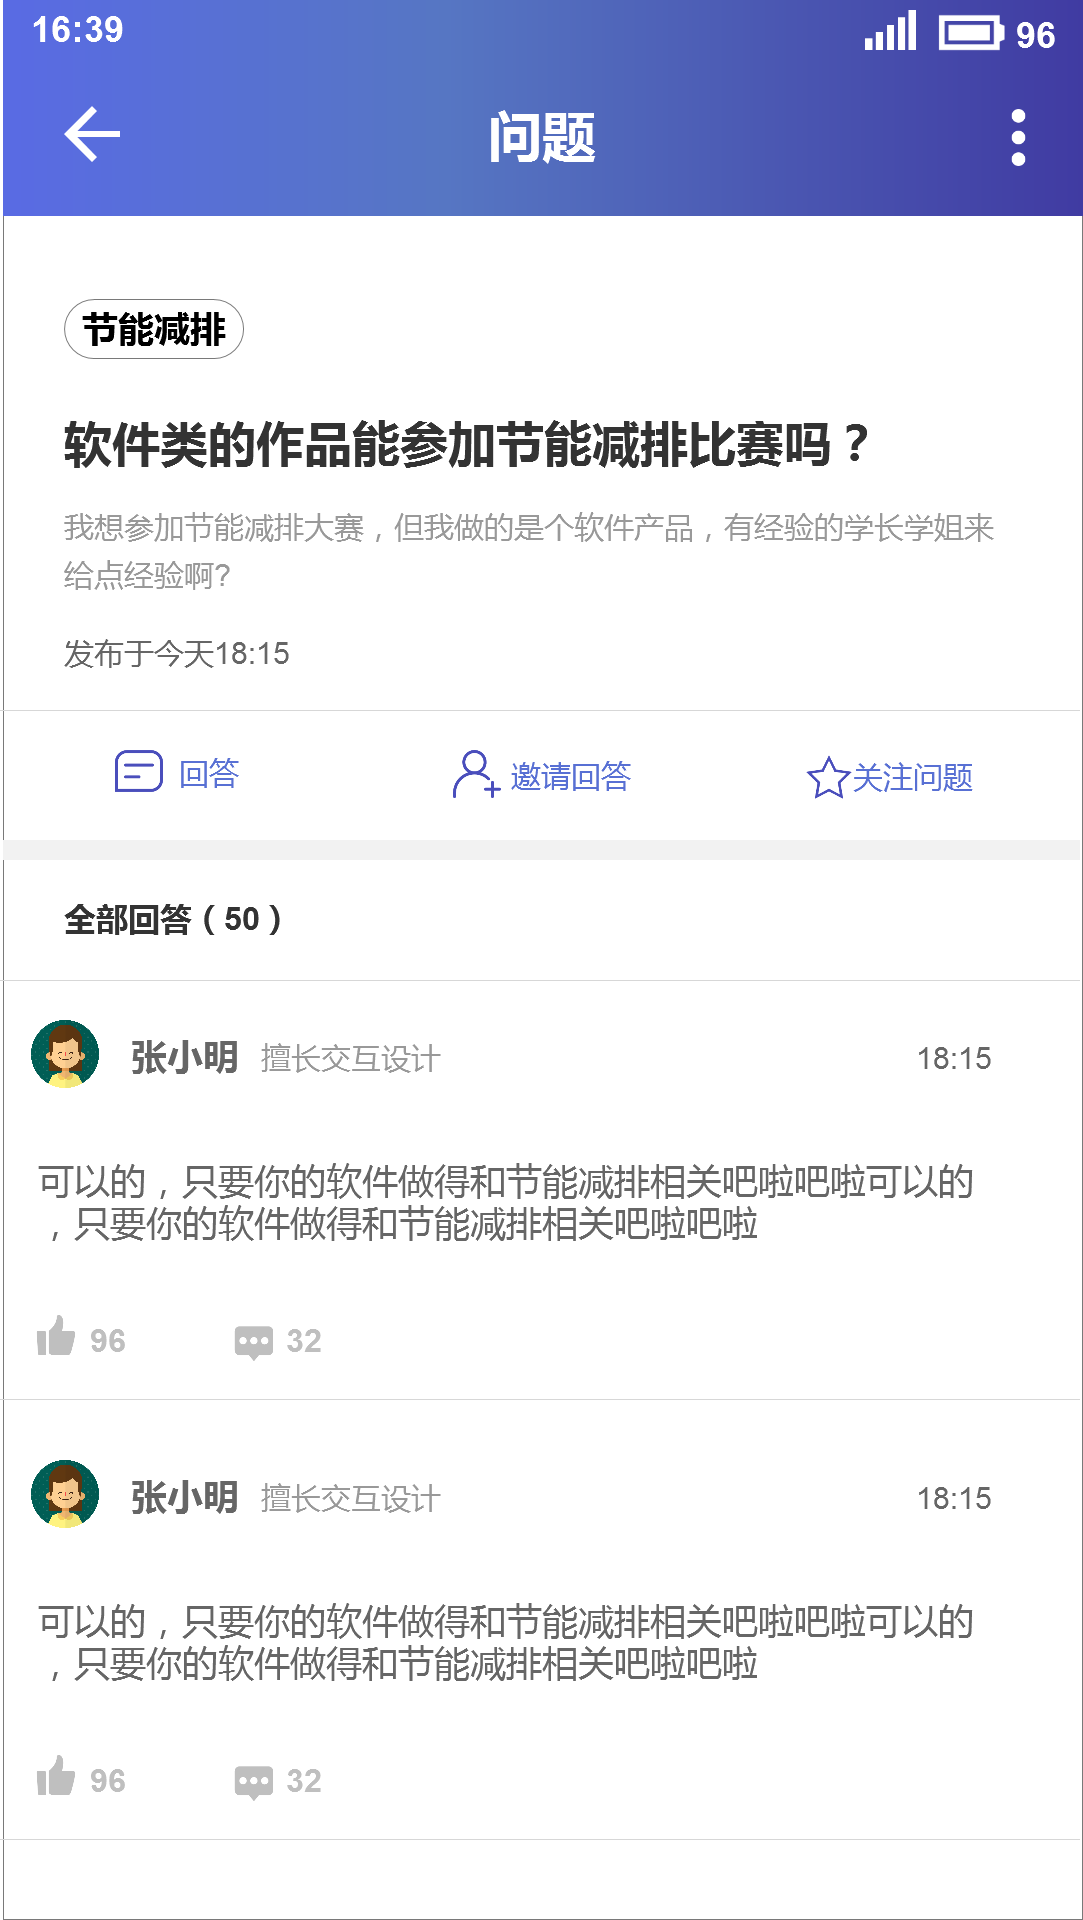 16:39
96
问题
节能减排
软件类的作品能参加节能减排比赛吗？
我想参加节能减排大赛，但我做的是个软件产品，有经验的学长学姐来
给点经验啊?
发布于今天18:15
回答
邀请回答
关注问题
全部回答（50）
张小明 擅长交互设计 18:15
可以的，只要你的软件做得和节能减排相关吧啦吧啦可以的
，只要你的软件做得和节能减排相关吧啦吧啦
96 32
张小明 擅长交互设计 18:15
可以的，只要你的软件做得和节能减排相关吧啦吧啦可以的
，只要你的软件做得和节能减排相关吧啦吧啦
96 32